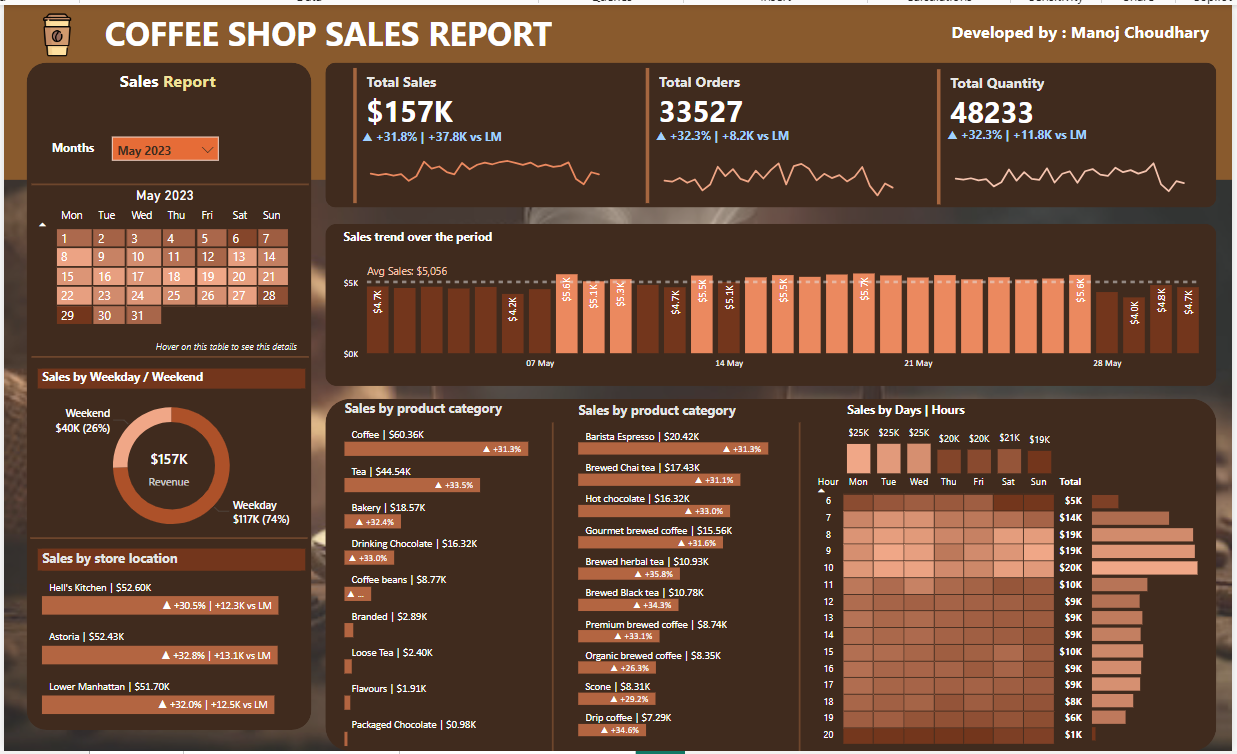 COFFEE SHOP SALES REPORT
Developed by : Manoj Choudhary
Sales Report
Months
May 2023
May 2023
Mon Tue Wed Thu Fri Sat Sun
1 2 3 4 5 6 7
8 9 10 11 12 13 14
15 16 17 18 19 20 21
22 23 24 25 26 27 28
29 30 31
Hover on this table to see this details
Sales by Weekday / Weekend
Weekend
$40K (26%)
$157K
Revenue
Weekday
$117K (74%)
Sales by store location
Hell's Kitchen | $52.60K
▲ +30.5% | +12.3K vs LM
Astoria | $52.43K
▲ +32.8% | +13.1K vs LM
Lower Manhattan | $51.70K
▲ +32.0% | +12.5K vs LM
Total Sales
$157K
▲ +31.8% | +37.8K vs LM
Total Orders
33527
▲ +32.3% | +8.2K vs LM
Total Quantity
48233
▲ +32.3% | +11.8K vs LM
Sales trend over the period
Avg Sales: $5,056
$5K
$0K
$4.7K $4.2K $5.6K $5.1K $5.3K $4.7K $5.5K $5.1K $5.5K $5.7K $5.6K $4.0K $4.8K $4.7K
07 May 14 May 21 May 28 May
Sales by product category
Coffee | $60.36K
▲ +31.3%
Tea | $44.54K
▲ +33.5%
Bakery | $18.57K
▲ +32.4%
Drinking Chocolate | $16.32K
▲ +33.0%
Coffee beans | $8.77K
▲ ...
Branded | $2.89K
Loose Tea | $2.40K
Flavours | $1.91K
Packaged Chocolate | $0.98K
Sales by product category
Barista Espresso | $20.42K
▲ +31.3%
Brewed Chai tea | $17.43K
▲ +31.1%
Hot chocolate | $16.32K
▲ +33.0%
Gourmet brewed coffee | $15.56K
▲ +31.6%
Brewed herbal tea | $10.93K
▲ +35.8%
Brewed Black tea | $10.78K
▲ +34.3%
Premium brewed coffee | $8.74K
▲ +33.1%
Organic brewed coffee | $8.35K
▲ +26.3%
Scone | $8.31K
▲ +29.2%
Drip coffee | $7.29K
▲ +34.6%
Sales by Days | Hours
$25K $25K $25K $20K $20K $21K $19K
Hour Mon Tue Wed Thu Fri Sat Sun Total
6 $5K
7 $14K
8 $19K
9 $19K
10 $20K
11 $10K
12 $9K
13 $9K
14 $9K
15 $10K
16 $9K
17 $9K
18 $8K
19 $6K
20 $1K